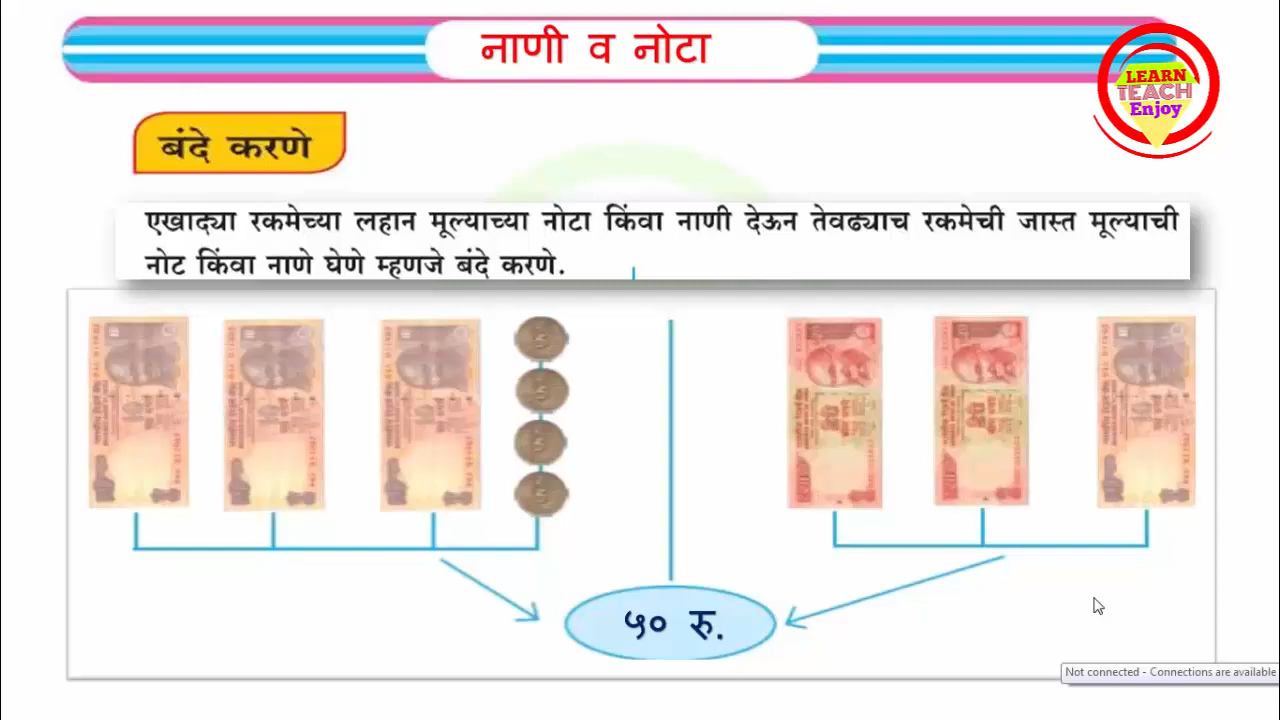 नाणी व नोटा
LEARN
TEACH
Enjoy
बंदे करणे
एखाद्या रकमेच्या लहान मूल्याच्या नोटा किंवा नाणी देऊन तेवढ्याच रकमेची जास्त मूल्याची
नोट किंवा नाणे घेणे म्हणजे बंदे करणे.
५० रु.
Not connected - Connections are available